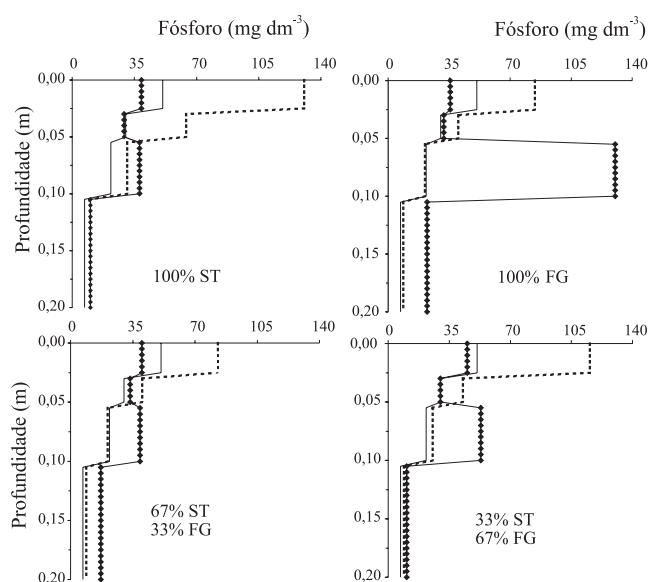 Fósforo (mg dm⁻³) Fósforo (mg dm⁻³)
0 35 70 105 140 0 35 70 105 140
Profundidade (m)
0,00 0,00
0,05 0,05
0,10 0,10
0,15 0,15
0,20 0,20
100% ST 100% FG
0 35 70 105 140 0 35 70 105 140
Profundidade (m)
0,00 0,00
0,05 0,05
0,10 0,10
0,15 0,15
0,20 0,20
67% ST 33% ST
33% FG 67% FG